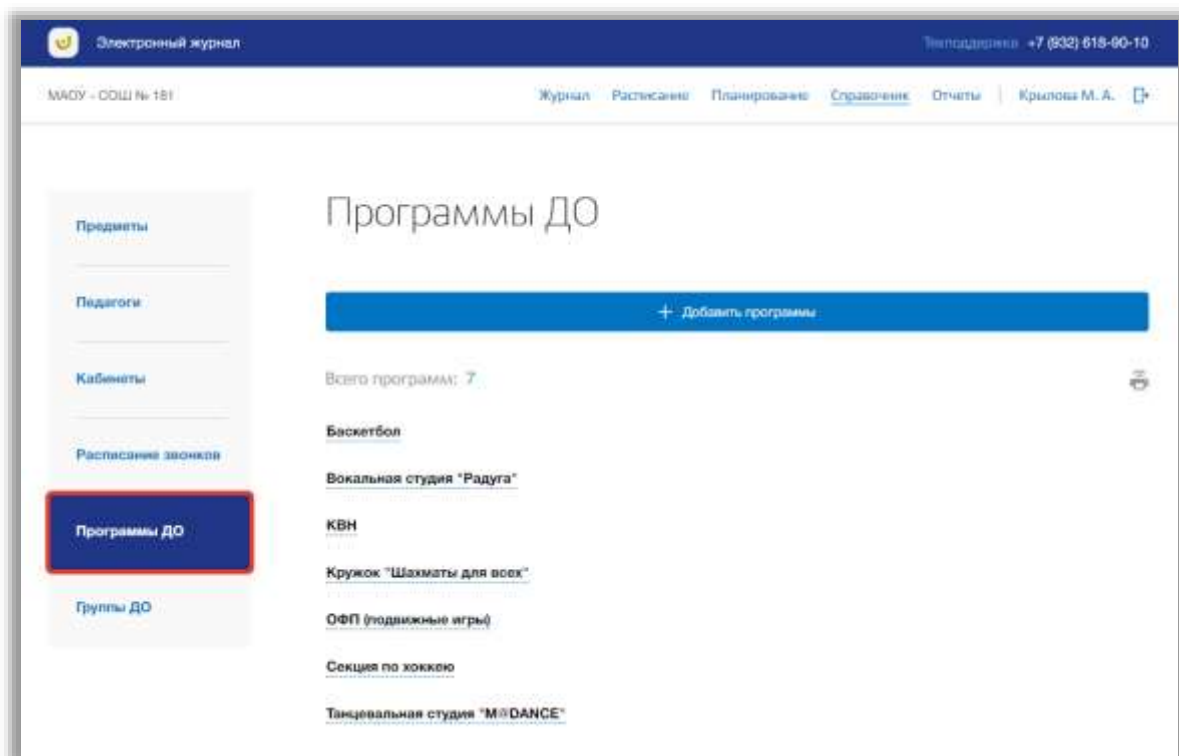 Электронный журнал
Техподдержка +7 (932) 618-90-10
МАОУ - СОШ № 181
Журнал Расписание Планирование Справочник Отчеты Крылова М. А.
Программы ДО
Предметы
Педагоги
Кабинеты
Расписание звонков
Программы ДО
Группы ДО
+ Добавить программы
Всего программ: 7
Баскетбол
Вокальная студия "Радуга"
КВН
Кружок "Шахматы для всех"
ОФП (подвижные игры)
Секция по хоккею
Танцевальная студия "M@DANCE"